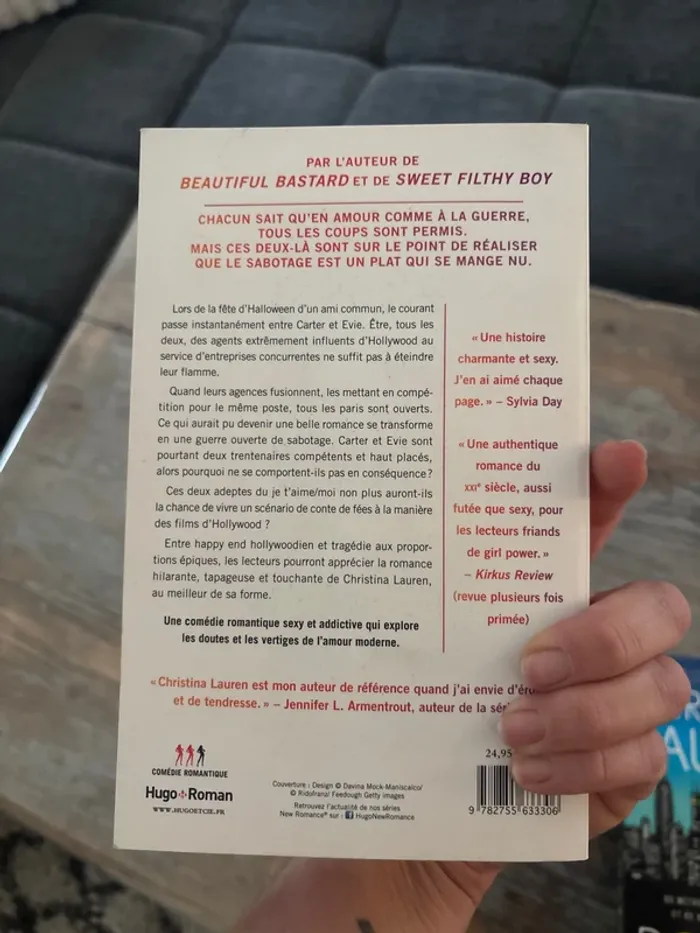 PAR L'AUTEUR DE
BEAUTIFUL BASTARD ET DE SWEET FILTHY BOY
CHACUN SAIT QU'EN AMOUR COMME À LA GUERRE,
TOUS LES COUPS SONT PERMIS.
MAIS CES DEUX-LÀ SONT SUR LE POINT DE RÉALISER
QUE LE SABOTAGE EST UN PLAT QUI SE MANGE NU.
Lors de la fête d'Halloween d'un ami commun, le courant
passe instantanément entre Carter et Evie. Être, tous les
deux, des agents extrêmement influents d'Hollywood au
service d'entreprises concurrentes ne suffit pas à éteindre
leur flamme.
Quand leurs agences fusionnent, les mettant en compé-
tition pour le même poste, tous les paris sont ouverts.
Ce qui aurait pu devenir une belle romance se transforme
en une guerre ouverte de sabotage. Carter et Evie sont
pourtant deux trentenaires compétents et haut placés,
alors pourquoi ne se comportent-ils pas en conséquence ?
Ces deux adeptes du je t'aime/moi non plus auront-ils
la chance de vivre un scénario de conte de fées à la manière
des films d'Hollywood ?
Entre happy end hollywoodien et tragédie aux propor-
tions épiques, les lecteurs pourront apprécier la romance
hilarante, tapageuse et touchante de Christina Lauren,
au meilleur de sa forme.
Une comédie romantique sexy et addictive qui explore
les doutes et les vertiges de l'amour moderne.
« Une histoire
charmante et sexy.
J'en ai aimé chaque
page. » – Sylvia Day
« Une authentique
romance du
XXIe siècle, aussi
futée que sexy, pour
les lecteurs friands
de girl power. »
– Kirkus Review
(revue plusieurs fois
primée)
« Christina Lauren est mon auteur de référence quand j'ai envie
et de tendresse. » – Jennifer L. Armentrout, auteur de la
COMÉDIE ROMANTIQUE
Hugo Roman
WWW.HUGOETCIE.FR
Couverture : Design © Davina Mock-Maniscalco/
© Ridofranz/ Feedough Getty images
Retrouvez l'actualité de nos séries
New Romance® sur : f HugoNewRomance
24,95
9 782755 633306